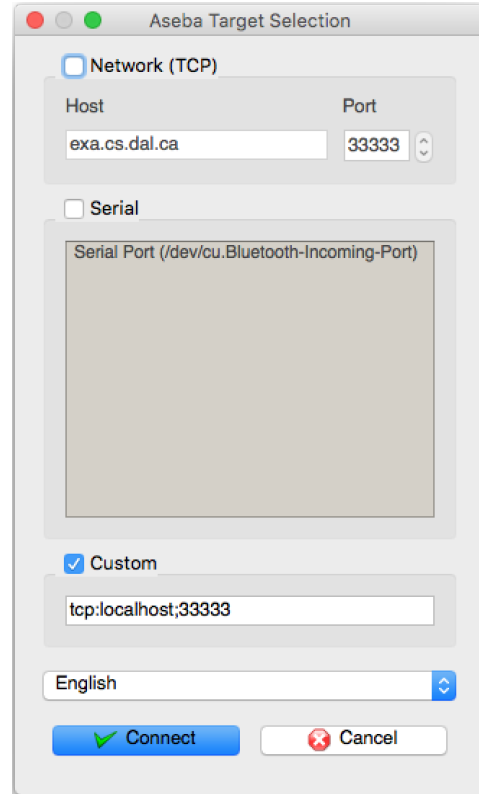 Aseba Target Selection
Network (TCP)
Host Port
exa.cs.dal.ca 33333
Serial
Serial Port (/dev/cu.Bluetooth-Incoming-Port)
Custom
tcp:localhost;33333
English
Connect Cancel